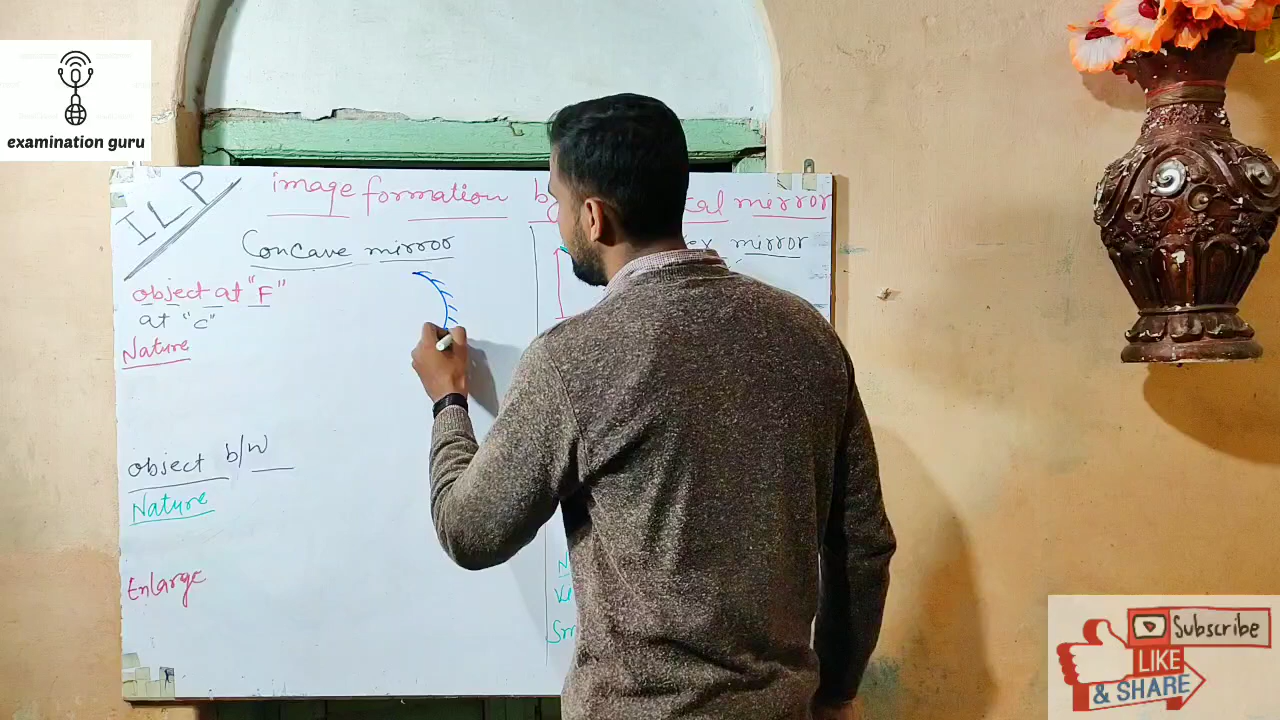 examination guru
ILP
image formation tal mirror
Concave mirror
mirror
object at "F"
at "C"
Nature
object b/w
Nature
Enlarge
Subscribe
LIKE
& SHARE